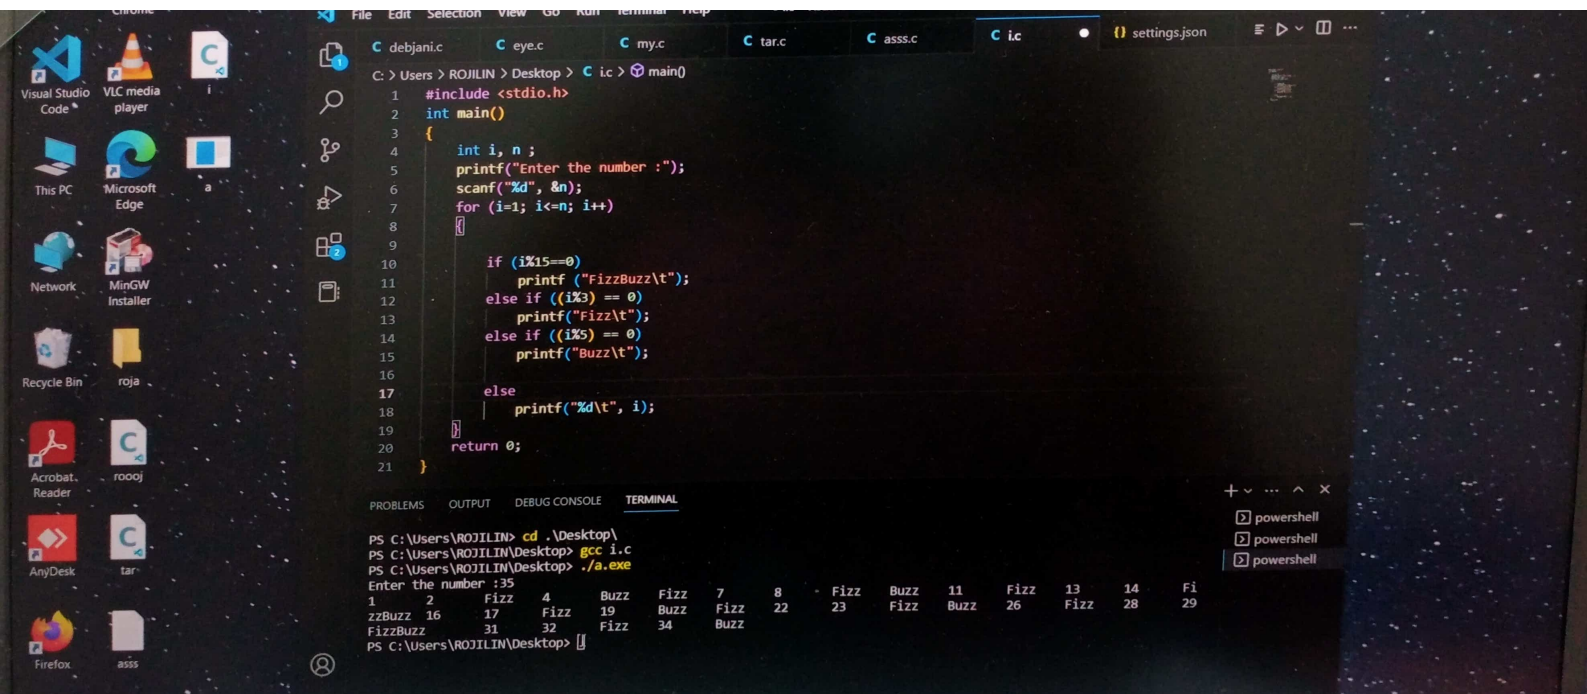 Chrome
Visual Studio
Code
VLC media
player
i
This PC
Microsoft
Edge
a
Network
MinGW
Installer
Recycle Bin
roja
Acrobat
Reader
roooj
AnyDesk
tar
Firefox
asss
File Edit Selection View Go Run Terminal Help
C debjani.c C eye.c C my.c C tar.c C asss.c C i.c {} settings.json
C: > Users > ROJILIN > Desktop > C i.c > main()
1 #include <stdio.h>
2 int main()
3 {
4 int i, n ;
5 printf("Enter the number :");
6 scanf("%d", &n);
7 for (i=1; i<=n; i++)
8 {
9
10 if (i%15==0)
11 printf ("FizzBuzz\t");
12 else if ((i%3) == 0)
13 printf("Fizz\t");
14 else if ((i%5) == 0)
15 printf("Buzz\t");
16
17 else
18 printf("%d\t", i);
19 }
20 return 0;
21 }
1
2
PROBLEMS OUTPUT DEBUG CONSOLE TERMINAL
powershell
powershell
powershell
PS C:\Users\ROJILIN> cd .\Desktop\
PS C:\Users\ROJILIN\Desktop> gcc i.c
PS C:\Users\ROJILIN\Desktop> ./a.exe
Enter the number :35
1 2 Fizz 4 Buzz Fizz 7 8 Fizz Buzz 11 Fizz 13 14 Fi
zzBuzz 16 17 Fizz 19 Buzz Fizz 22 23 Fizz Buzz 26 Fizz 28 29
FizzBuzz 31 32 Fizz 34 Buzz
PS C:\Users\ROJILIN\Desktop>